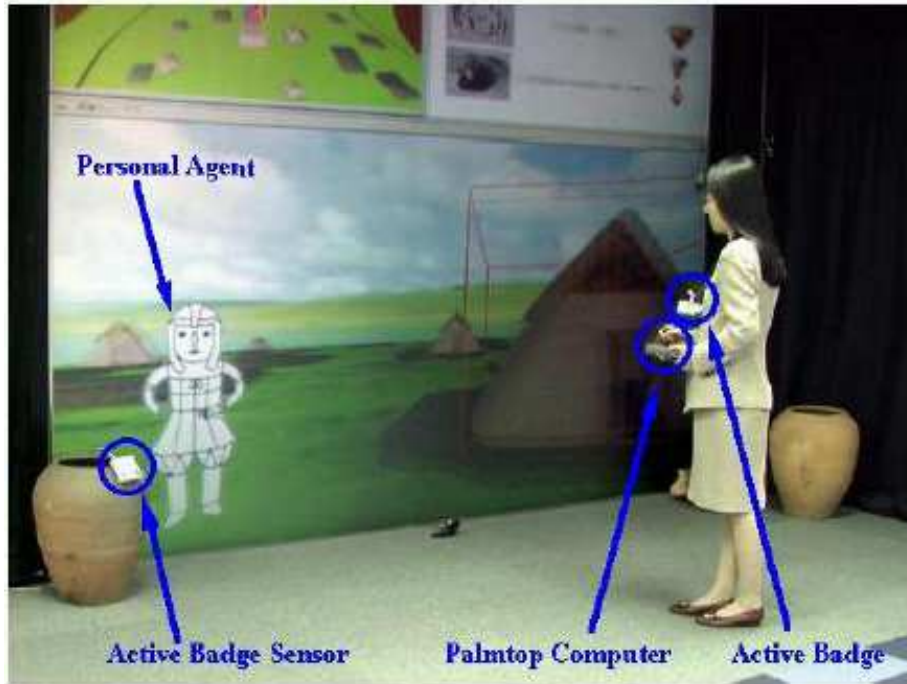 Personal Agent
Active Badge Sensor
Palmtop Computer
Active Badge